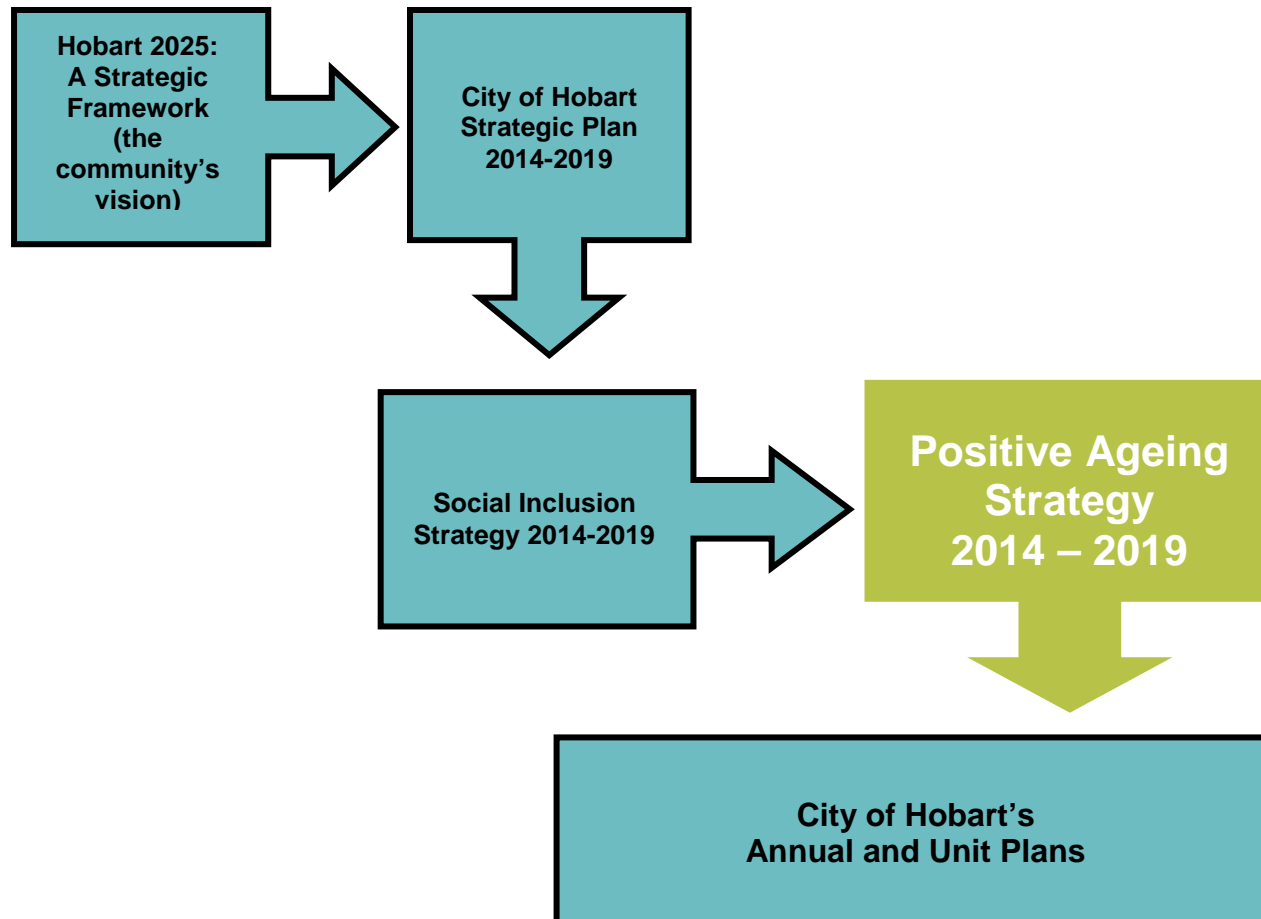 Hobart 2025:
A Strategic
Framework
(the
community’s
vision)
City of Hobart
Strategic Plan
2014-2019
Social Inclusion
Strategy 2014-2019
Positive Ageing
Strategy
2014 – 2019
City of Hobart’s
Annual and Unit Plans